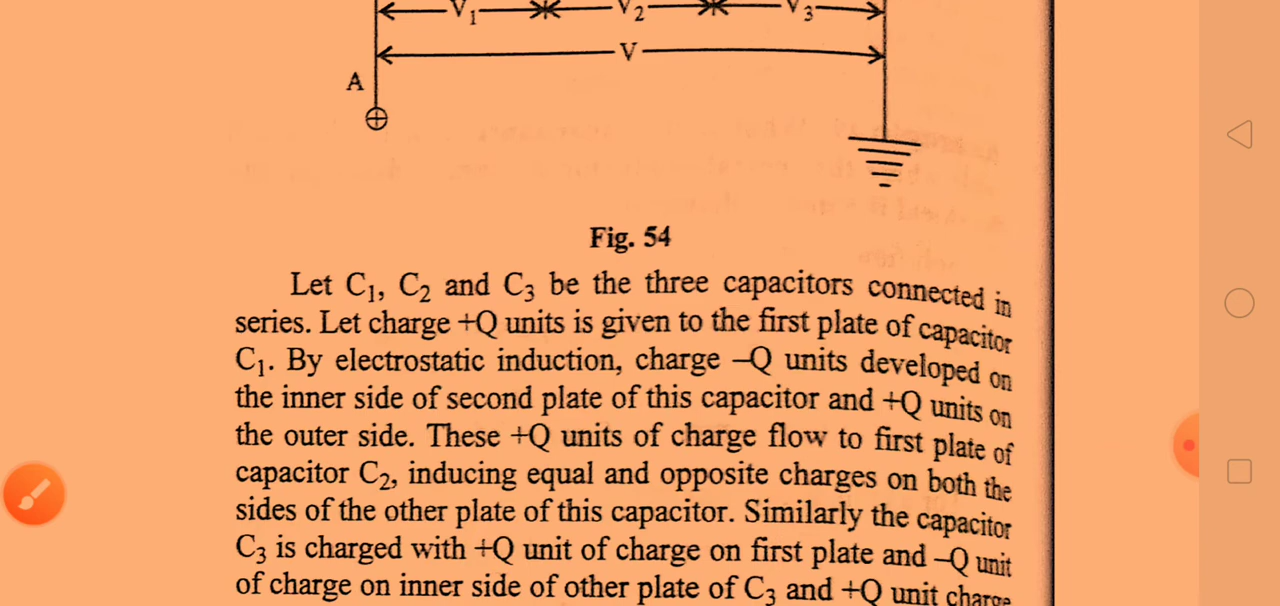 V₁ V₂ V₃
V
A
Fig. 54
Let C₁, C₂ and C₃ be the three capacitors connected in
series. Let charge +Q units is given to the first plate of capacitor
C₁. By electrostatic induction, charge –Q units developed on
the inner side of second plate of this capacitor and +Q units on
the outer side. These +Q units of charge flow to first plate of
capacitor C₂, inducing equal and opposite charges on both the
sides of the other plate of this capacitor. Similarly the capacitor
C₃ is charged with +Q unit of charge on first plate and –Q unit
of charge on inner side of other plate of C₃ and +Q unit charge